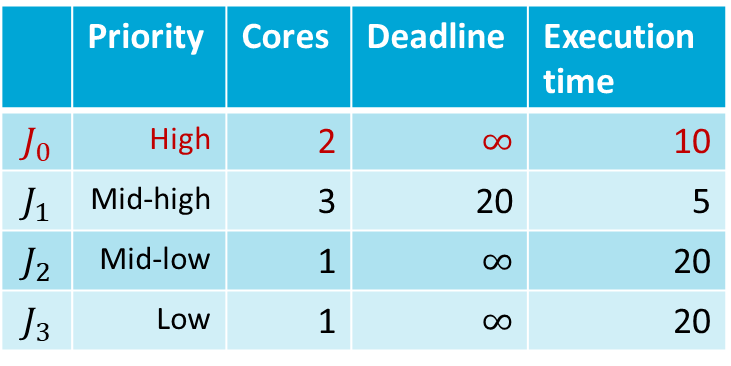 Priority Cores Deadline Execution
time
J₀ High 2 ∞ 10
J₁ Mid-high 3 20 5
J₂ Mid-low 1 ∞ 20
J₃ Low 1 ∞ 20